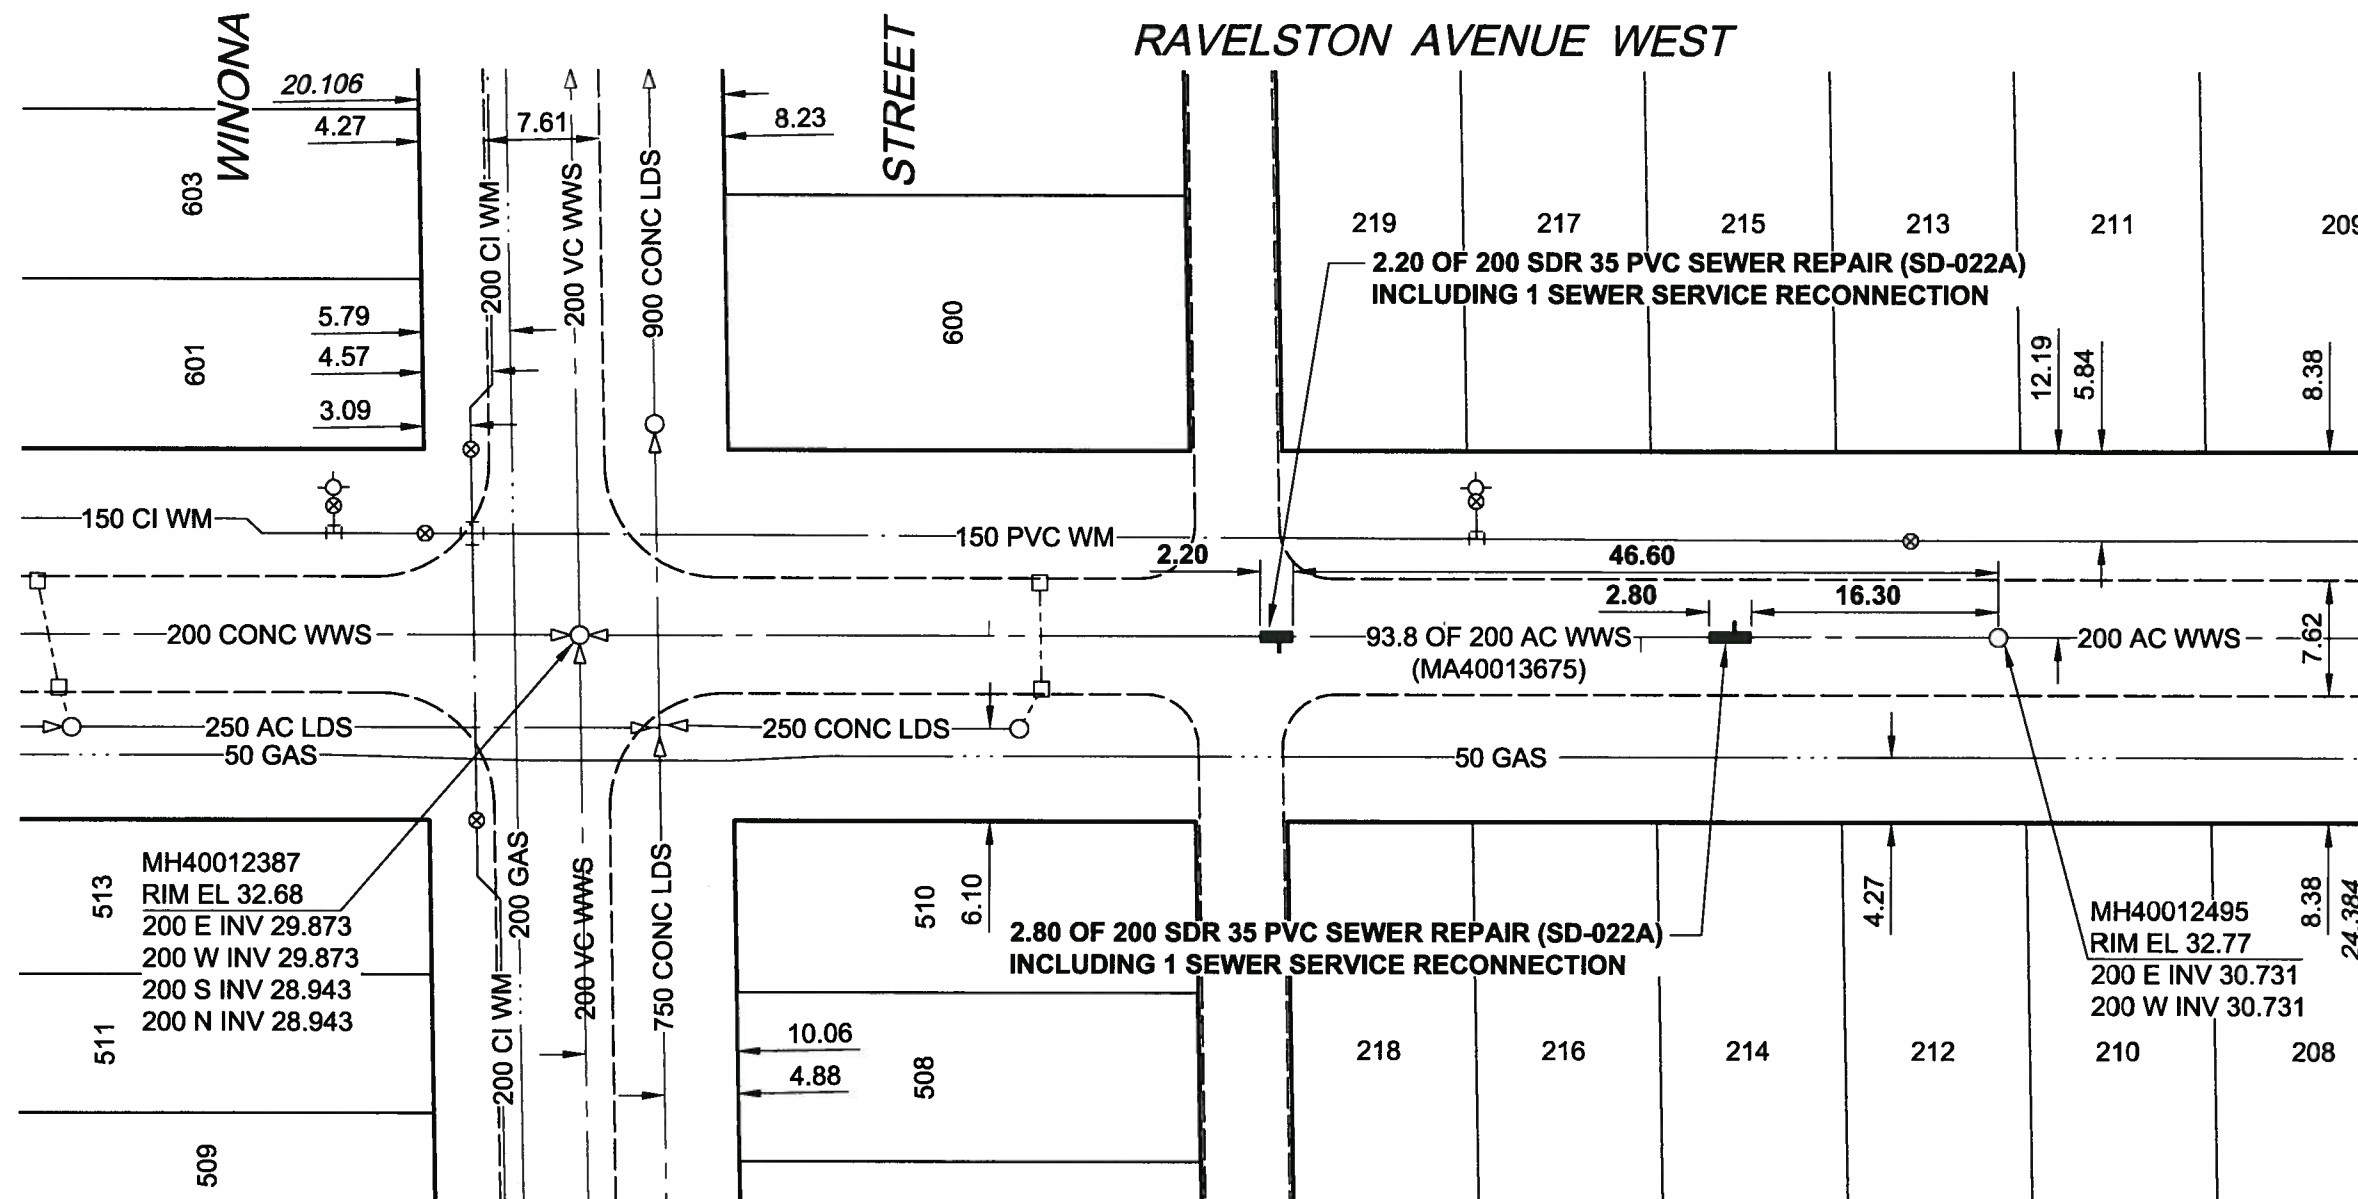 RAVELSTON AVENUE WEST
WINONA
STREET
20.106
4.27
7.61
8.23
603
200 CI WM
200 VC WWS
900 CONC LDS
219
217
215
213
211
209
2.20 OF 200 SDR 35 PVC SEWER REPAIR (SD-022A)
INCLUDING 1 SEWER SERVICE RECONNECTION
5.79
4.57
3.09
601
600
12.19
5.84
8.38
150 CI WM
150 PVC WM
2.20
46.60
2.80
16.30
200 CONC WWS
93.8 OF 200 AC WWS
(MA40013675)
200 AC WWS
7.62
250 AC LDS
250 CONC LDS
50 GAS
50 GAS
MH40012387
RIM EL 32.68
200 E INV 29.873
200 W INV 29.873
200 S INV 28.943
200 N INV 28.943
513
511
509
200 GAS
200 CI WM
200 VC WWS
750 CONC LDS
510
6.10
2.80 OF 200 SDR 35 PVC SEWER REPAIR (SD-022A)
INCLUDING 1 SEWER SERVICE RECONNECTION
10.06
4.88
508
4.27
8.38
24.384
MH40012495
RIM EL 32.77
200 E INV 30.731
200 W INV 30.731
218
216
214
212
210
208